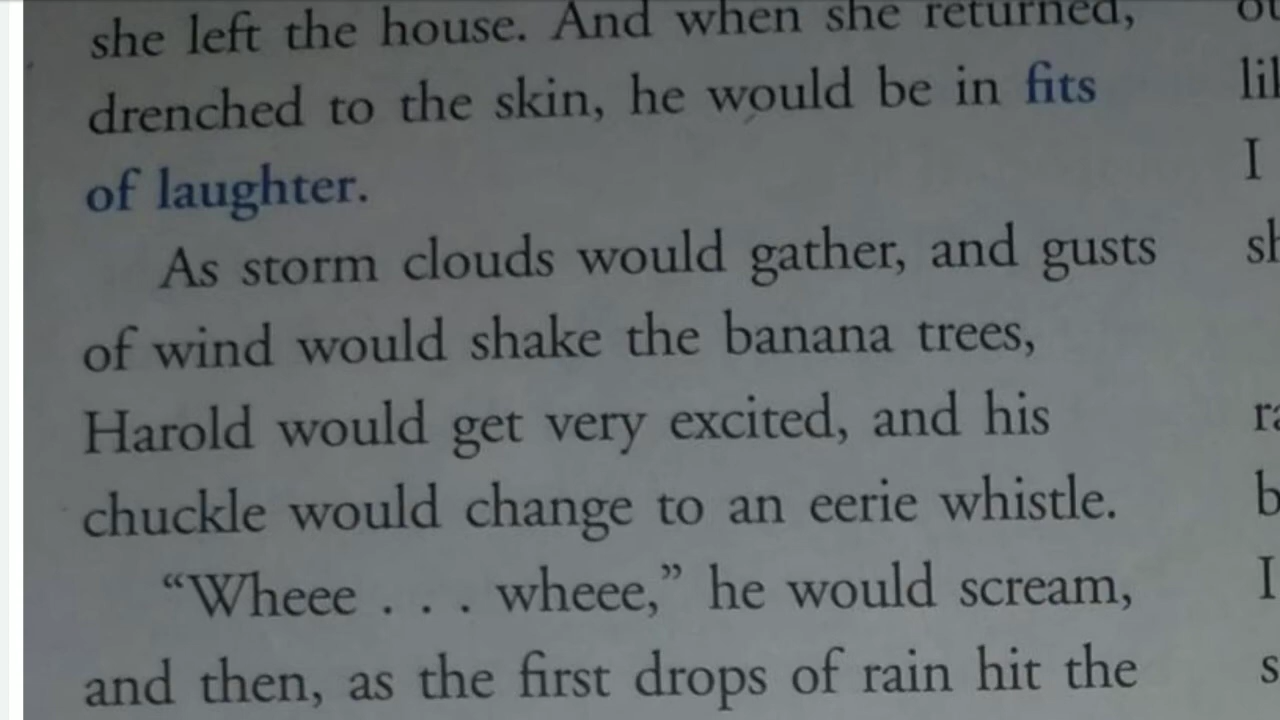 she left the house. And when she returned,
drenched to the skin, he would be in fits
of laughter.
As storm clouds would gather, and gusts
of wind would shake the banana trees,
Harold would get very excited, and his
chuckle would change to an eerie whistle.
“Wheee . . . wheee,” he would scream,
and then, as the first drops of rain hit the
I
I